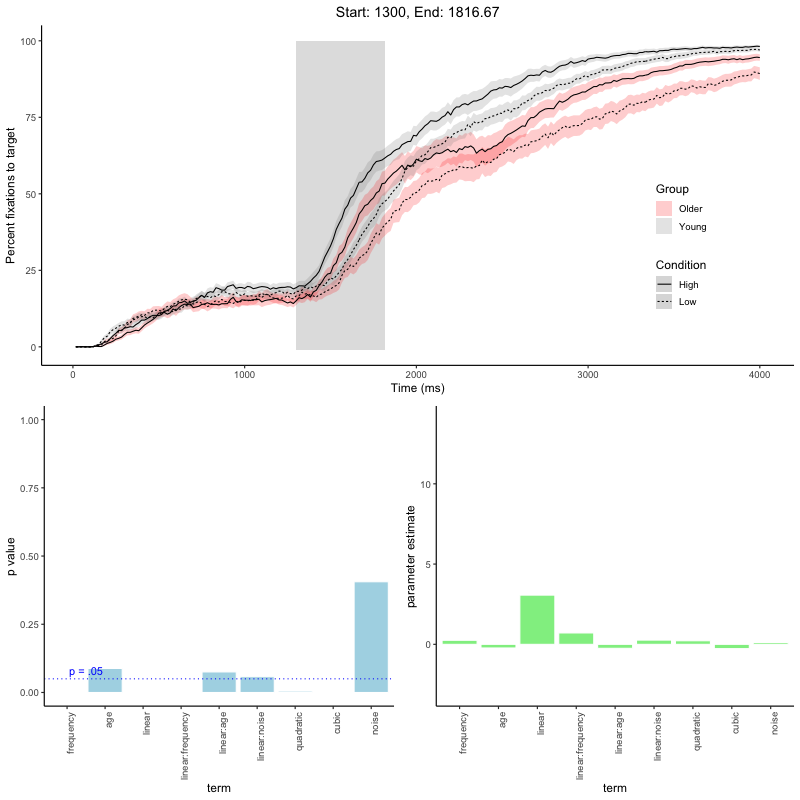 Start: 1300, End: 1816.67
Percent fixations to target
100
75
50
25
0
0
1000
2000
3000
4000
Time (ms)
Group
Older
Young
Condition
High
Low
p value
1.00
0.75
0.50
0.25
0.00
p = .05
frequency
age
linear
linear:frequency
linear:age
linear:noise
quadratic
cubic
noise
term
parameter estimate
10
5
0
frequency
age
linear
linear:frequency
linear:age
linear:noise
quadratic
cubic
noise
term